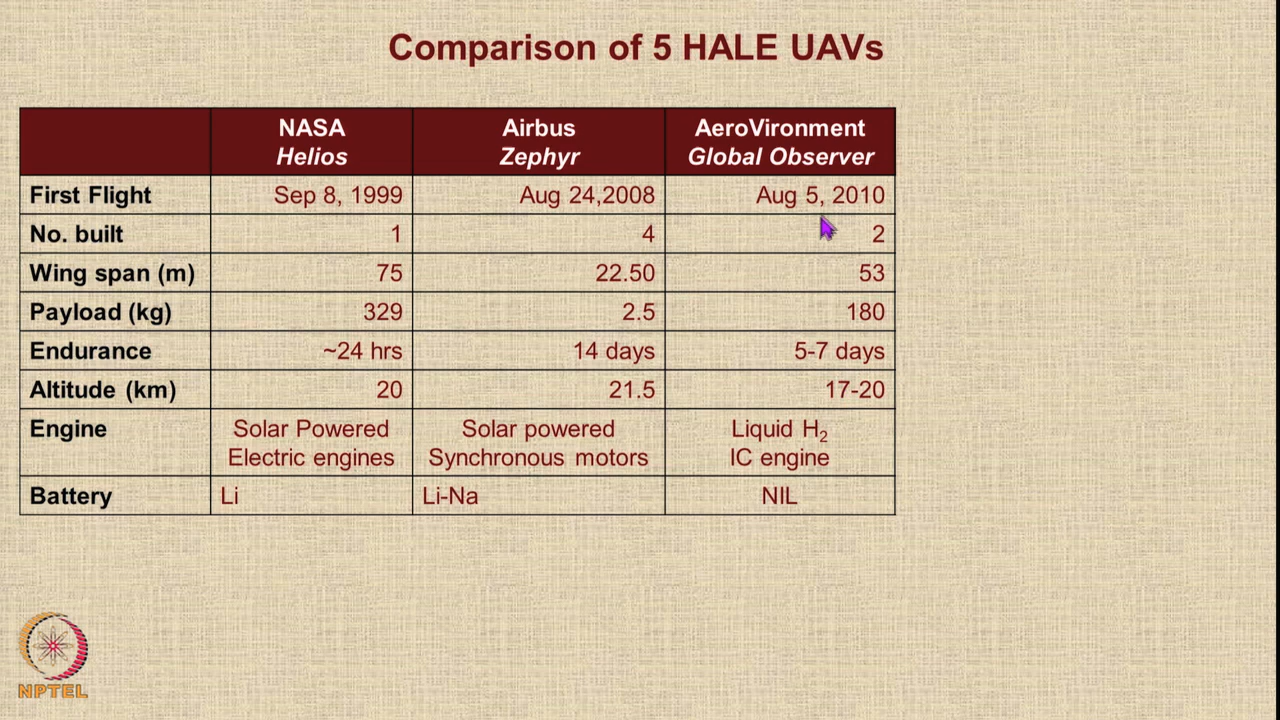 Comparison of 5 HALE UAVs
NASA Airbus AeroVironment
Helios Zephyr Global Observer
First Flight Sep 8, 1999 Aug 24,2008 Aug 5, 2010
No. built 1 4 2
Wing span (m) 75 22.50 53
Payload (kg) 329 2.5 180
Endurance ~24 hrs 14 days 5-7 days
Altitude (km) 20 21.5 17-20
Engine Solar Powered Solar powered Liquid H₂
Electric engines Synchronous motors IC engine
Battery Li Li-Na NIL
NPTEL